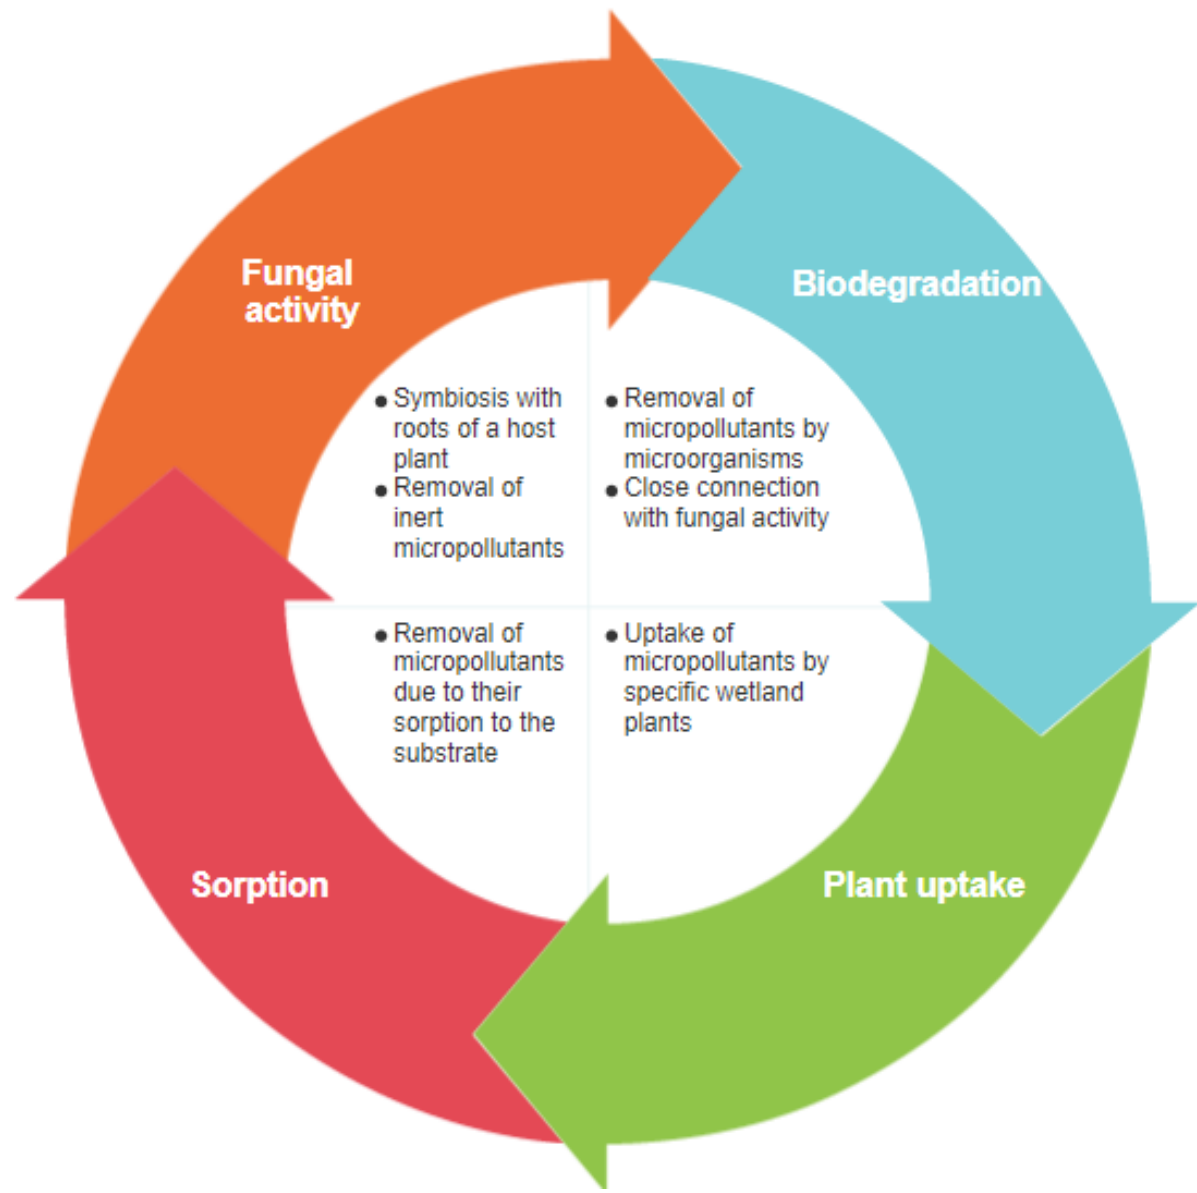 Fungal
activity
Biodegradation
● Symbiosis with
roots of a host
plant
● Removal of
inert
micropollutants
● Removal of
micropollutants by
microorganisms
● Close connection
with fungal activity
● Removal of
micropollutants
due to their
sorption to the
substrate
● Uptake of
micropollutants by
specific wetland
plants
Sorption
Plant uptake